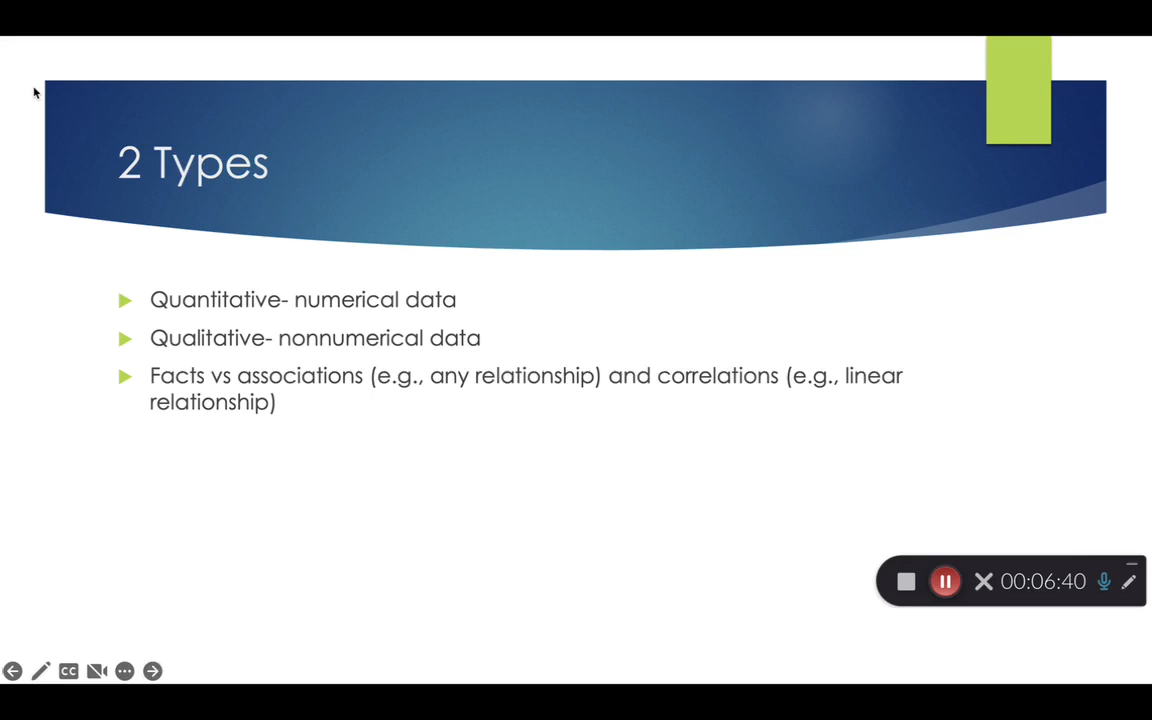 2 Types
Quantitative- numerical data
Qualitative- nonnumerical data
Facts vs associations (e.g., any relationship) and correlations (e.g., linear
relationship)
00:06:40
CC